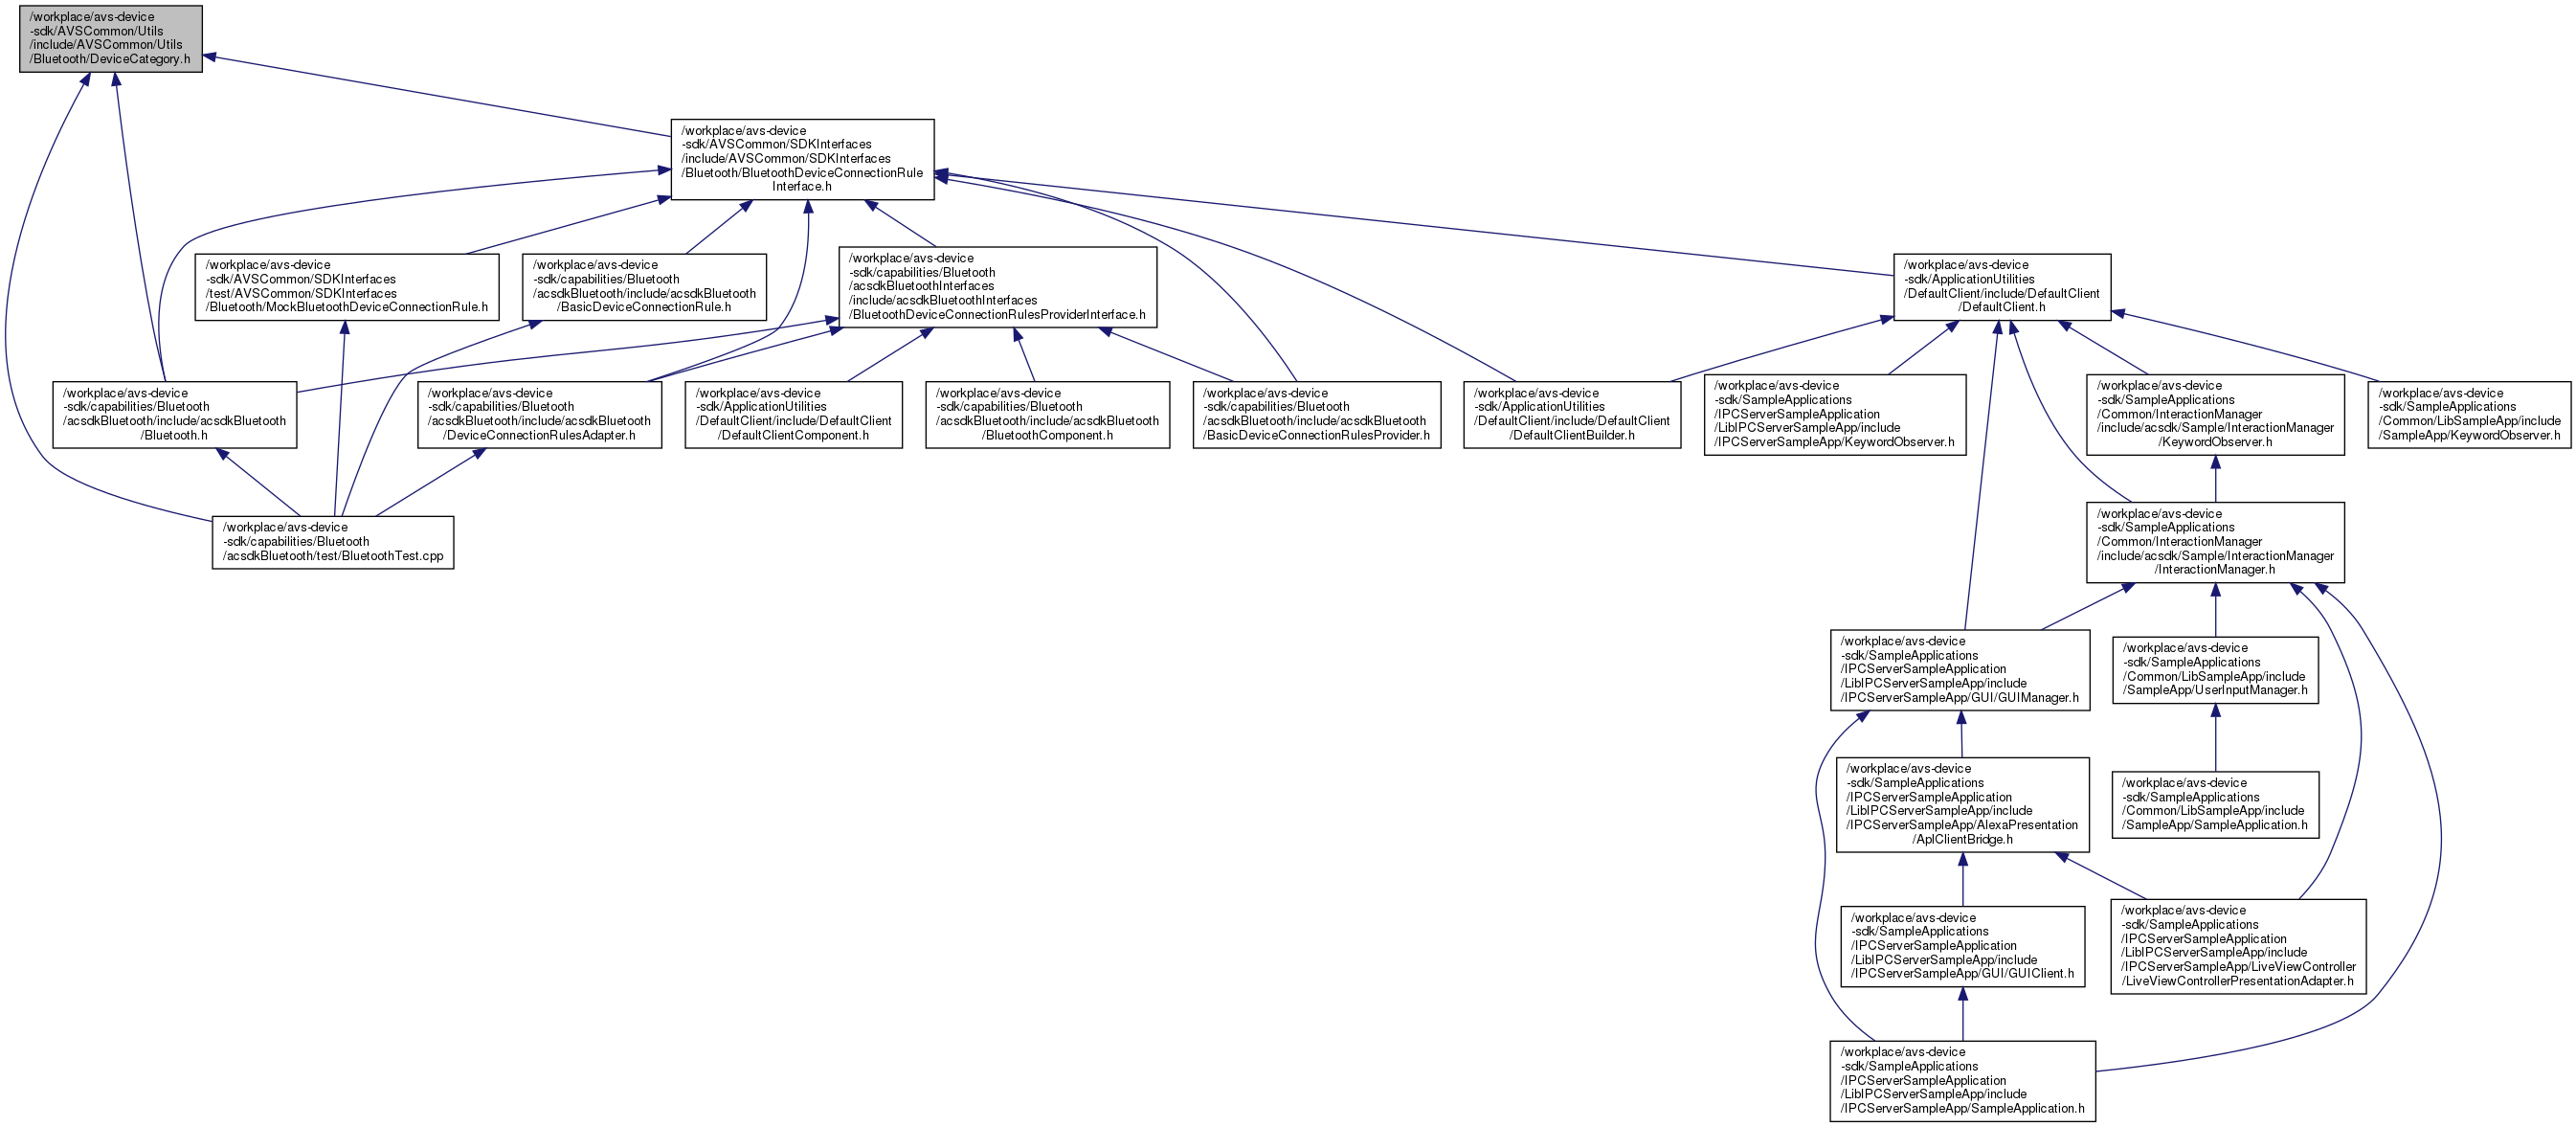 /workplace/avs-device
-sdk/AVSCommon/Utils
/include/AVSCommon/Utils
/Bluetooth/DeviceCategory.h
/workplace/avs-device
-sdk/AVSCommon/SDKInterfaces
/include/AVSCommon/SDKInterfaces
/Bluetooth/BluetoothDeviceConnectionRule
Interface.h
/workplace/avs-device
-sdk/AVSCommon/SDKInterfaces
/test/AVSCommon/SDKInterfaces
/Bluetooth/MockBluetoothDeviceConnectionRule.h
/workplace/avs-device
-sdk/capabilities/Bluetooth
/acsdkBluetooth/include/acsdkBluetooth
/BasicDeviceConnectionRule.h
/workplace/avs-device
-sdk/capabilities/Bluetooth
/acsdkBluetoothInterfaces
/include/acsdkBluetoothInterfaces
/BluetoothDeviceConnectionRulesProviderInterface.h
/workplace/avs-device
-sdk/ApplicationUtilities
/DefaultClient/include/DefaultClient
/DefaultClient.h
/workplace/avs-device
-sdk/capabilities/Bluetooth
/acsdkBluetooth/include/acsdkBluetooth
/Bluetooth.h
/workplace/avs-device
-sdk/capabilities/Bluetooth
/acsdkBluetooth/include/acsdkBluetooth
/DeviceConnectionRulesAdapter.h
/workplace/avs-device
-sdk/ApplicationUtilities
/DefaultClient/include/DefaultClient
/DefaultClientComponent.h
/workplace/avs-device
-sdk/capabilities/Bluetooth
/acsdkBluetooth/include/acsdkBluetooth
/BluetoothComponent.h
/workplace/avs-device
-sdk/capabilities/Bluetooth
/acsdkBluetooth/include/acsdkBluetooth
/BasicDeviceConnectionRulesProvider.h
/workplace/avs-device
-sdk/ApplicationUtilities
/DefaultClient/include/DefaultClient
/DefaultClientBuilder.h
/workplace/avs-device
-sdk/SampleApplications
/IPCServerSampleApplication
/LibIPCServerSampleApp/include
/IPCServerSampleApp/KeywordObserver.h
/workplace/avs-device
-sdk/SampleApplications
/Common/InteractionManager
/include/acsdk/Sample/InteractionManager
/KeywordObserver.h
/workplace/avs-device
-sdk/SampleApplications
/Common/LibSampleApp/include
/SampleApp/KeywordObserver.h
/workplace/avs-device
-sdk/capabilities/Bluetooth
/acsdkBluetooth/test/BluetoothTest.cpp
/workplace/avs-device
-sdk/SampleApplications
/Common/InteractionManager
/include/acsdk/Sample/InteractionManager
/InteractionManager.h
/workplace/avs-device
-sdk/SampleApplications
/IPCServerSampleApplication
/LibIPCServerSampleApp/include
/IPCServerSampleApp/GUI/GUIManager.h
/workplace/avs-device
-sdk/SampleApplications
/Common/LibSampleApp/include
/SampleApp/UserInputManager.h
/workplace/avs-device
-sdk/SampleApplications
/IPCServerSampleApplication
/LibIPCServerSampleApp/include
/IPCServerSampleApp/AlexaPresentation
/AplClientBridge.h
/workplace/avs-device
-sdk/SampleApplications
/Common/LibSampleApp/include
/SampleApp/SampleApplication.h
/workplace/avs-device
-sdk/SampleApplications
/IPCServerSampleApplication
/LibIPCServerSampleApp/include
/IPCServerSampleApp/GUI/GUIClient.h
/workplace/avs-device
-sdk/SampleApplications
/IPCServerSampleApplication
/LibIPCServerSampleApp/include
/IPCServerSampleApp/LiveViewController
/LiveViewControllerPresentationAdapter.h
/workplace/avs-device
-sdk/SampleApplications
/IPCServerSampleApplication
/LibIPCServerSampleApp/include
/IPCServerSampleApp/SampleApplication.h